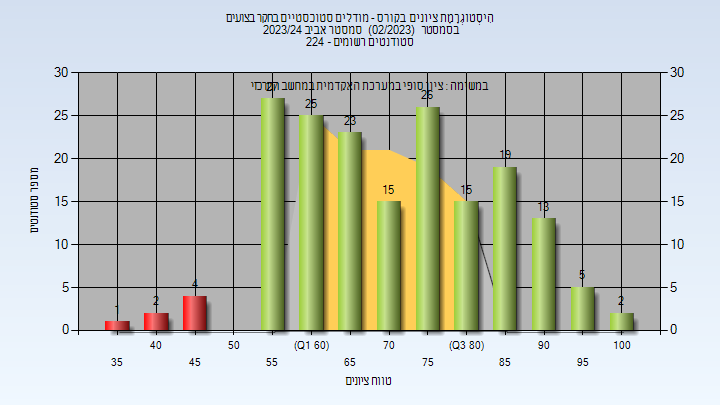 היסטוגרמת ציונים בקורס - מודלים סטוכסטיים בחקר ביצועים
בסמסטר (02/2023) סמסטר אביב 2023/24
סטודנטים רשומים - 224
במשימה : ציון סופי במערכת האקדמית במחשב המרכזי
30 30
25 25
20 20
15 15
10 10
5 5
0 0
1 2 4 27 25 23 15 26 15 19 13 5 2
מספר סטודנטים
40 50 (Q1 60) 70 (Q3 80) 90 100
35 45 55 65 75 85 95
טווח ציונים